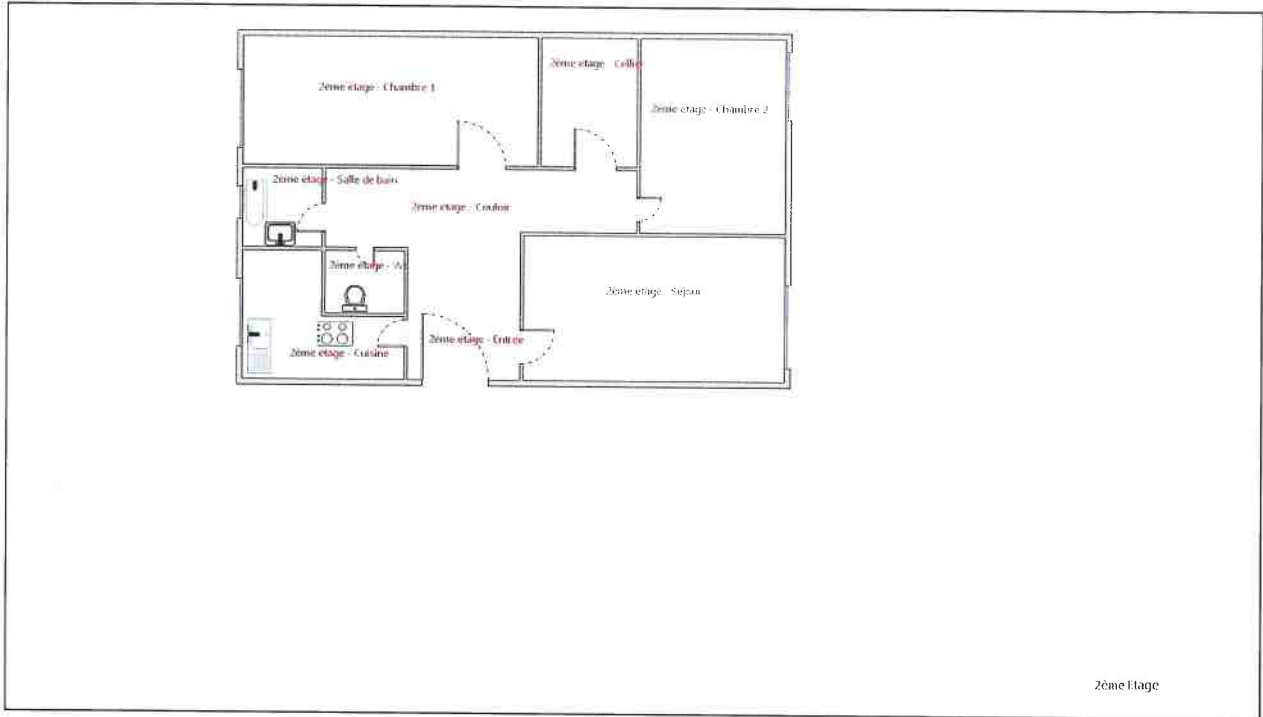 2ème etage - Cellier
2ème etage - Chambre 1
2ème etage - Chambre 2
2ème etage - Salle de bain
2ème etage - Couloir
2ème etage - Wc
2ème etage - Séjour
2ème etage - Entrée
2ème etage - Cuisine
2ème Etage